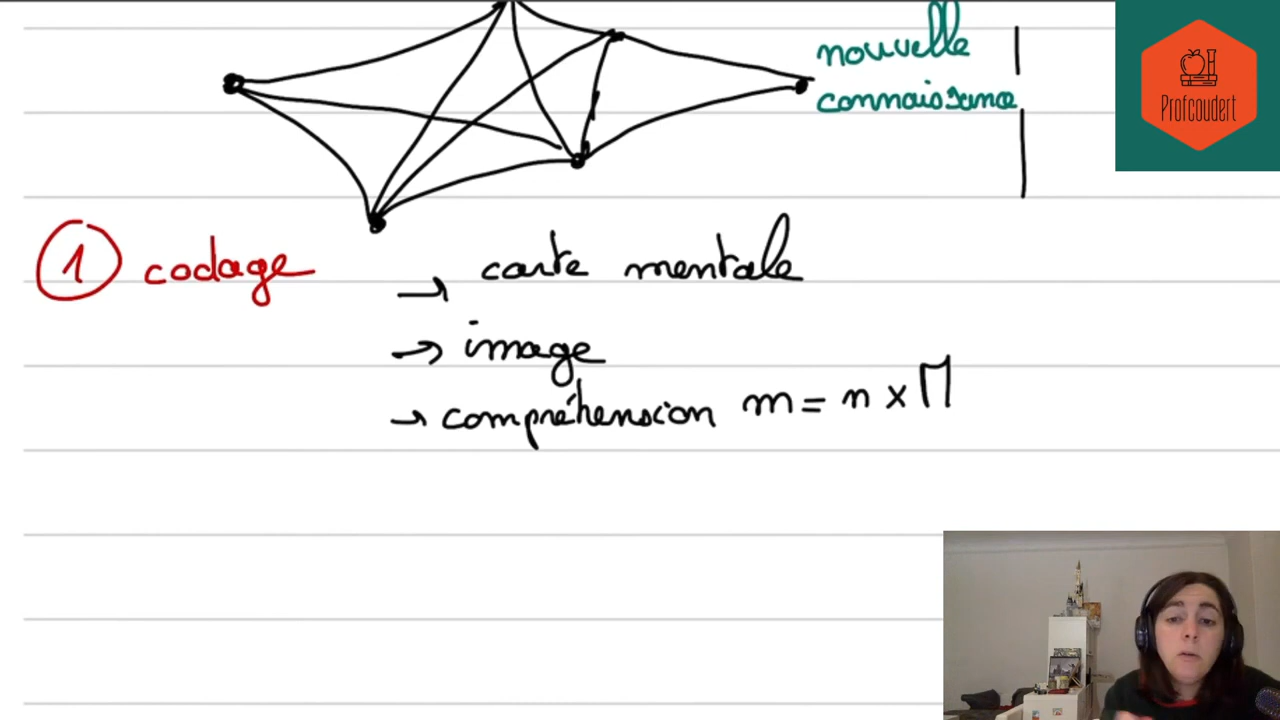 nouvelle
connaissance
Profcoudert
1 codage
→ carte mentale
→ image
→ compréhension m = n x M